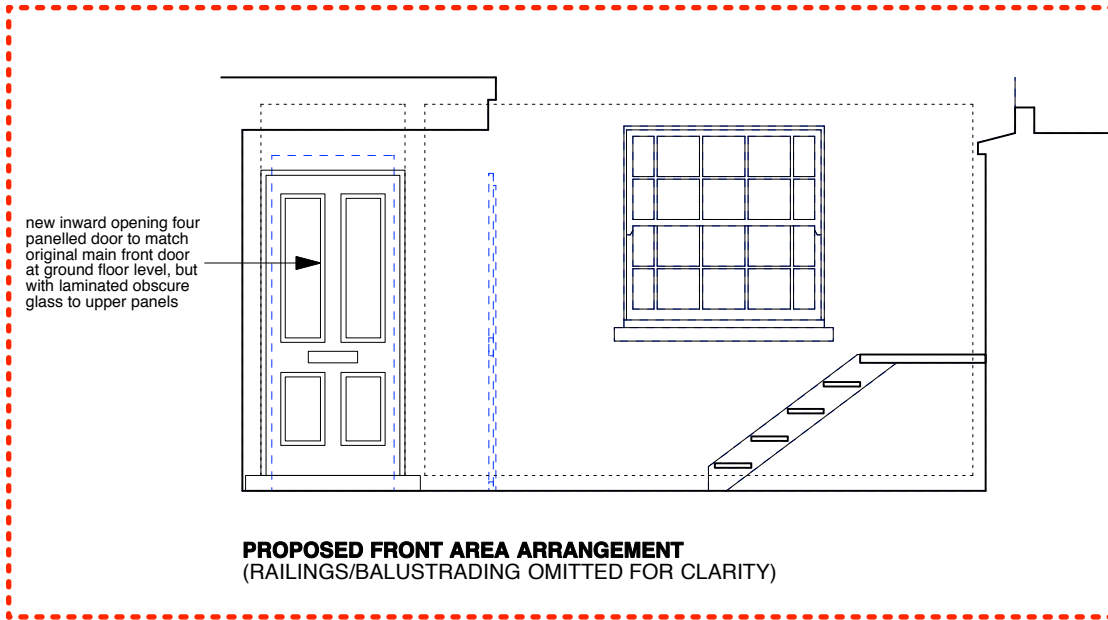 new inward opening four
panelled door to match
original main front door
at ground floor level, but
with laminated obscure
glass to upper panels
PROPOSED FRONT AREA ARRANGEMENT
(RAILINGS/BALUSTRADING OMITTED FOR CLARITY)